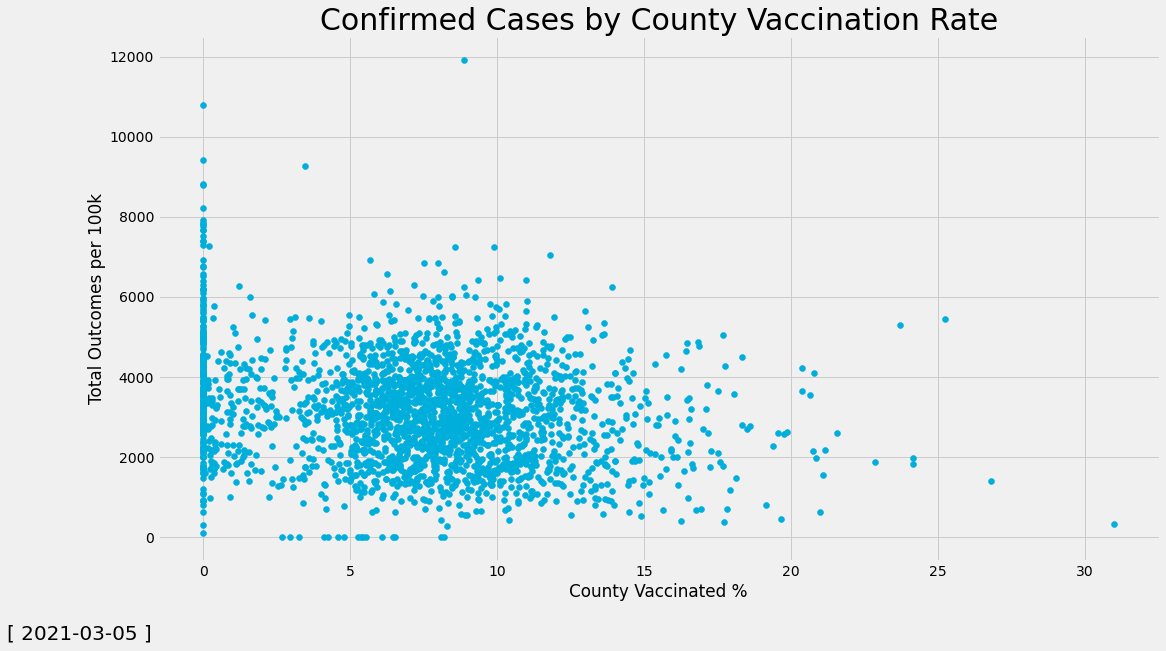 Confirmed Cases by County Vaccination Rate
12000
10000
8000
6000
4000
2000
0
Total Outcomes per 100k
0 5 10 15 20 25 30
County Vaccinated %
[ 2021-03-05 ]